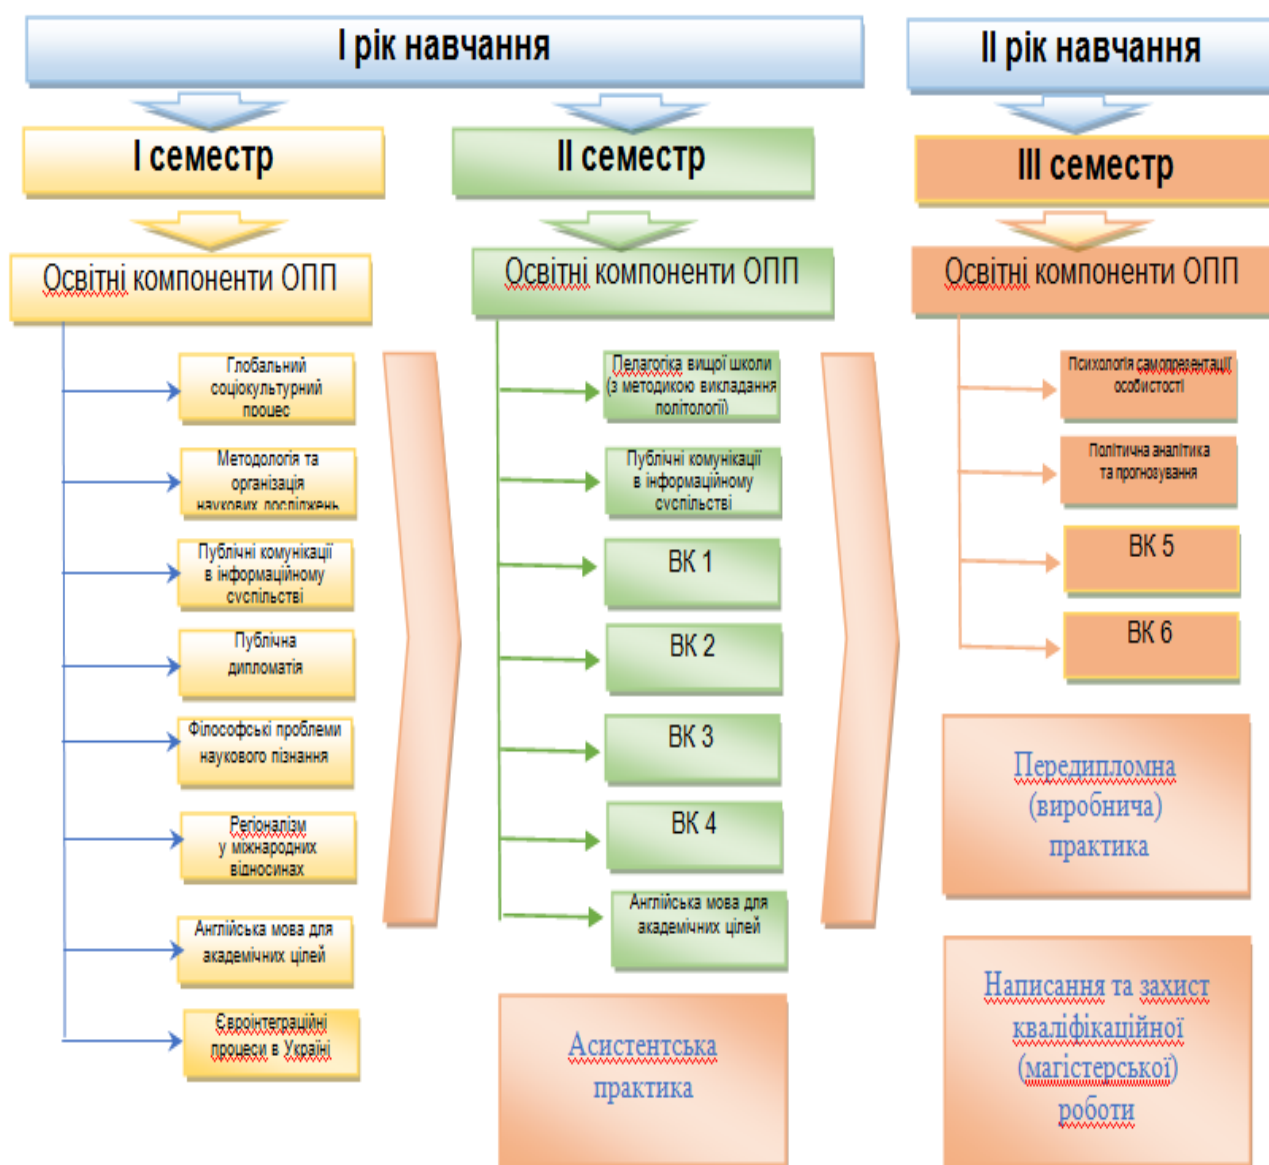 І рік навчання
ІІ рік навчання
І семестр
ІІ семестр
ІІІ семестр
Освітні компоненти ОПП
Освітні компоненти ОПП
Освітні компоненти ОПП
Глобальний
соціокультурний
процес
Методологія та
організація
наукових досліджень
Публічні комунікації
в інформаційному
суспільстві
Публічна
дипломатія
Філософські проблеми
наукового пізнання
Регіоналізм
у міжнародних
відносинах
Англійська мова для
академічних цілей
Євроінтеграційні
процеси в Україні
Педагогіка вищої школи
(з методикою викладання
політології)
Публічні комунікації
в інформаційному
суспільстві
ВК 1
ВК 2
ВК 3
ВК 4
Англійська мова для
академічних цілей
Асистентська
практика
Психологія самопрезентації
особистості
Політична аналітика
та прогнозування
ВК 5
ВК 6
Передипломна
(виробнича)
практика
Написання та захист
кваліфікаційної
(магістерської)
роботи